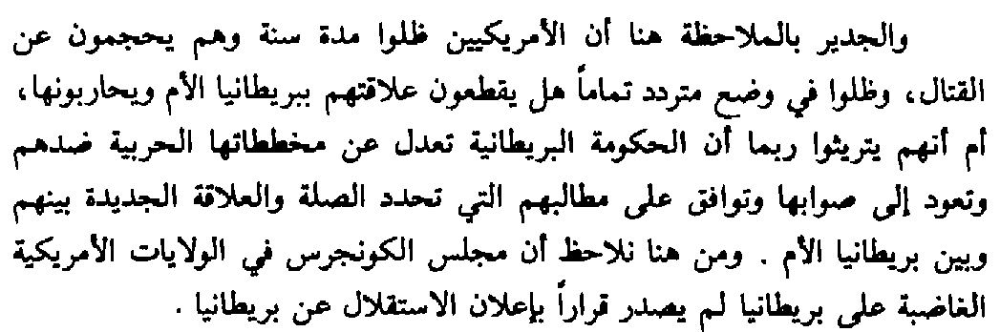 والجدير بالملاحظة هنا أن الأمريكيين ظلوا مدة سنة وهم يحجمون عن
القتال، وظلوا في وضع متردد تماماً هل يقطعون علاقتهم ببريطانيا الأم ويحاربونها،
أم أنهم يتريثوا ربما أن الحكومة البريطانية تعدل عن مخططاتها الحربية ضدهم
وتعود إلى صوابها وتوافق على مطالبهم التي تحدد الصلة والعلاقة الجديدة بينهم
وبين بريطانيا الأم . ومن هنا نلاحظ أن مجلس الكونجرس في الولايات الأمريكية
الغاضبة على بريطانيا لم يصدر قراراً بإعلان الاستقلال عن بريطانيا .